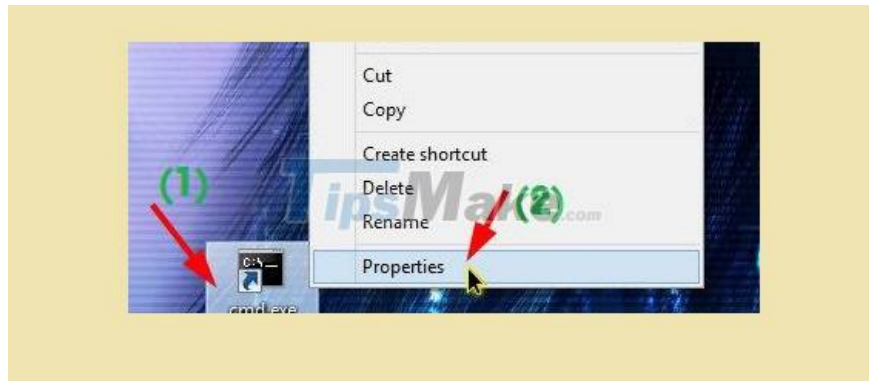 Cut
Copy
Create shortcut
Delete
Rename
Properties
(1)
(2)
TipsMake.com
C:\_
cmd.exe